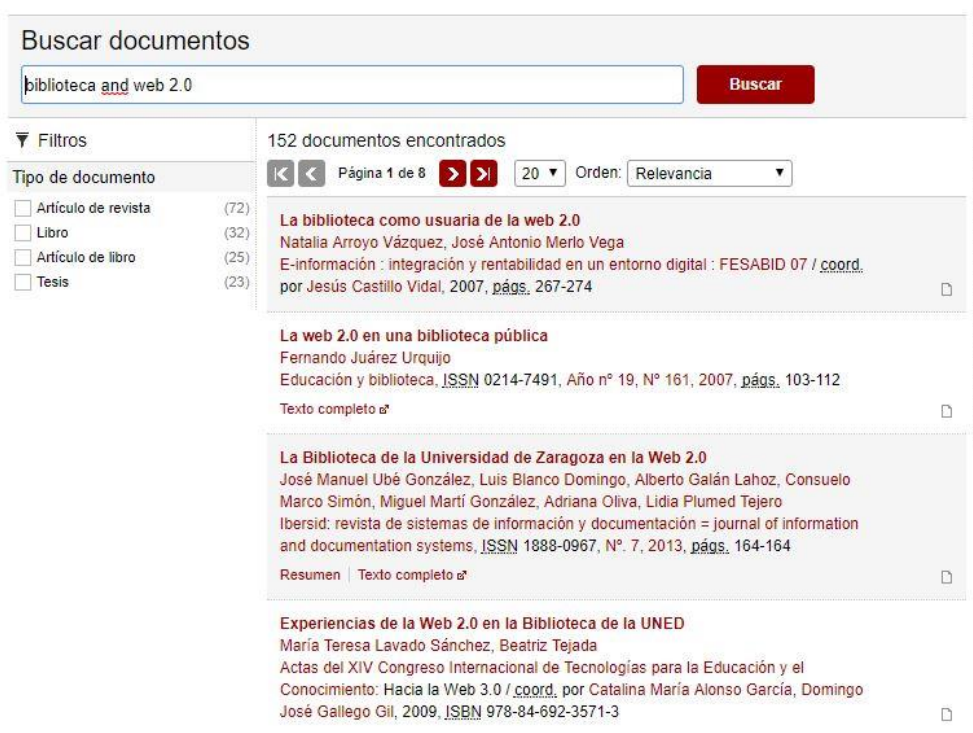 Buscar documentos
biblioteca and web 2.0
Buscar
Filtros
Tipo de documento
Artículo de revista (72)
Libro (32)
Artículo de libro (25)
Tesis (23)
152 documentos encontrados
Página 1 de 8 20 Orden: Relevancia
La biblioteca como usuaria de la web 2.0
Natalia Arroyo Vázquez, José Antonio Merlo Vega
E-información : integración y rentabilidad en un entorno digital : FESABID 07 / coord.
por Jesús Castillo Vidal, 2007, págs. 267-274
La web 2.0 en una biblioteca pública
Fernando Juárez Urquijo
Educación y biblioteca, ISSN 0214-7491, Año nº 19, Nº 161, 2007, págs. 103-112
Texto completo
La Biblioteca de la Universidad de Zaragoza en la Web 2.0
José Manuel Ubé González, Luis Blanco Domingo, Alberto Galán Lahoz, Consuelo
Marco Simón, Miguel Martí González, Adriana Oliva, Lidia Plumed Tejero
Ibersid: revista de sistemas de información y documentación = journal of information
and documentation systems, ISSN 1888-0967, Nº. 7, 2013, págs. 164-164
Resumen | Texto completo
Experiencias de la Web 2.0 en la Biblioteca de la UNED
María Teresa Lavado Sánchez, Beatriz Tejada
Actas del XIV Congreso Internacional de Tecnologías para la Educación y el
Conocimiento: Hacia la Web 3.0 / coord. por Catalina María Alonso García, Domingo
José Gallego Gil, 2009, ISBN 978-84-692-3571-3